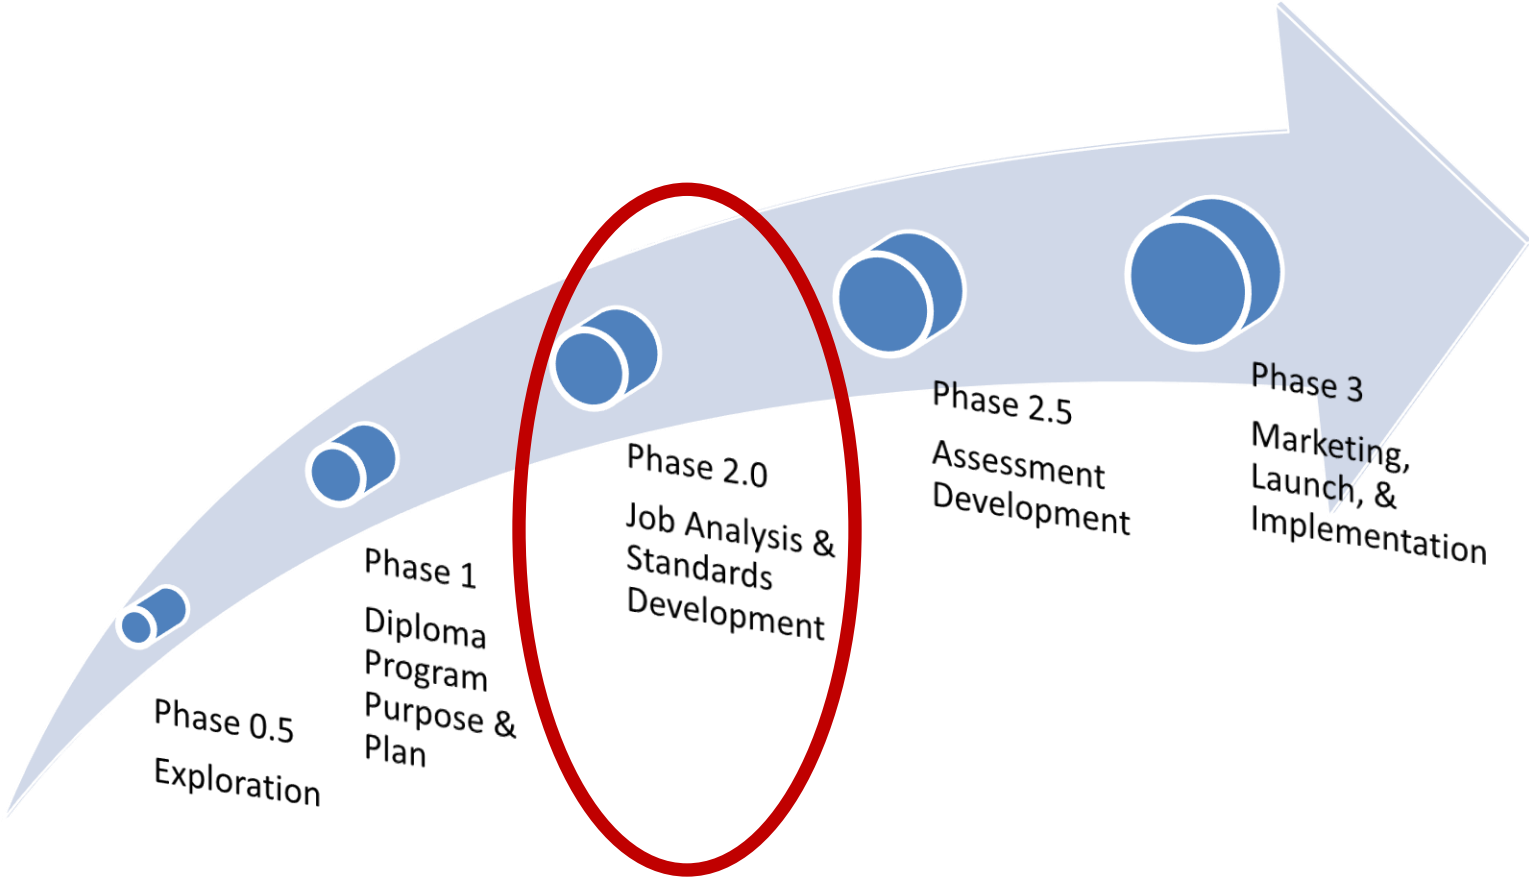 Phase 0.5
Exploration
Phase 1
Diploma
Program
Purpose &
Plan
Phase 2.0
Job Analysis &
Standards
Development
Phase 2.5
Assessment
Development
Phase 3
Marketing,
Launch, &
Implementation